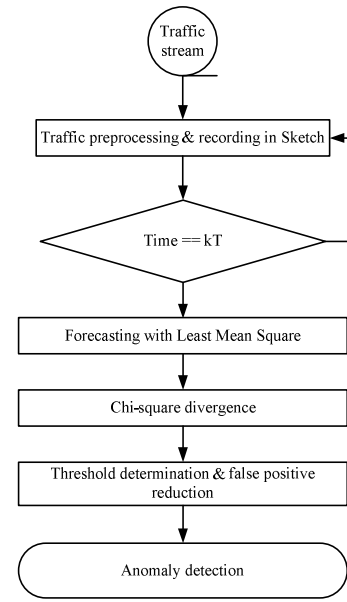 Traffic
stream
Traffic preprocessing & recording in Sketch
Time == kT
Forecasting with Least Mean Square
Chi-square divergence
Threshold determination & false positive
reduction
Anomaly detection